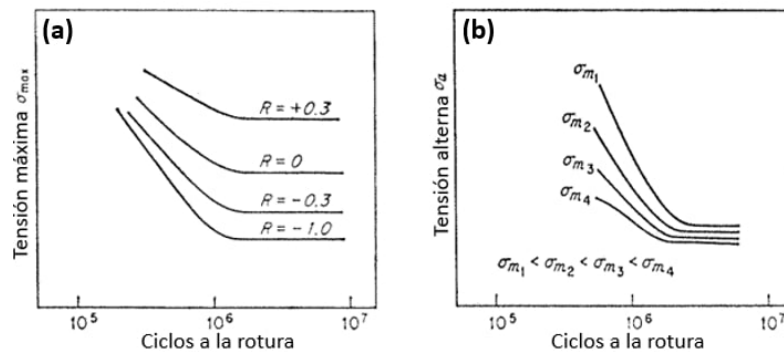 (a)
Tensión máxima σmax
R = +0.3
R = 0
R = −0.3
R = −1.0
10⁵ 10⁶ 10⁷
Ciclos a la rotura
(b)
Tensión alterna σa
σm₁
σm₂
σm₃
σm₄
σm₁ < σm₂ < σm₃ < σm₄
10⁵ 10⁶ 10⁷
Ciclos a la rotura